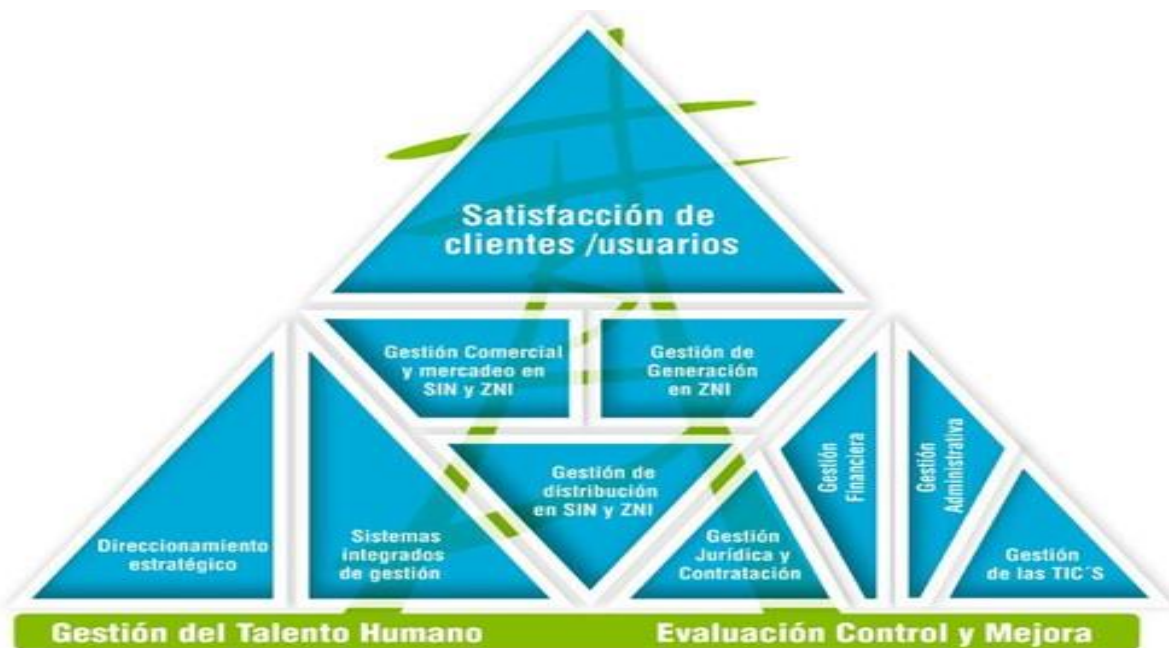 Satisfacción de
clientes /usuarios
Gestión Comercial
y mercadeo en
SIN y ZNI
Gestión de
Generación
en ZNI
Gestión de
distribución
en SIN y ZNI
Direccionamiento
estratégico
Sistemas
integrados
de gestión
Gestión
Jurídica y
Contratación
Gestión
Financiera
Gestión
Administrativa
Gestión
de las TIC´S
Gestión del Talento Humano
Evaluación Control y Mejora